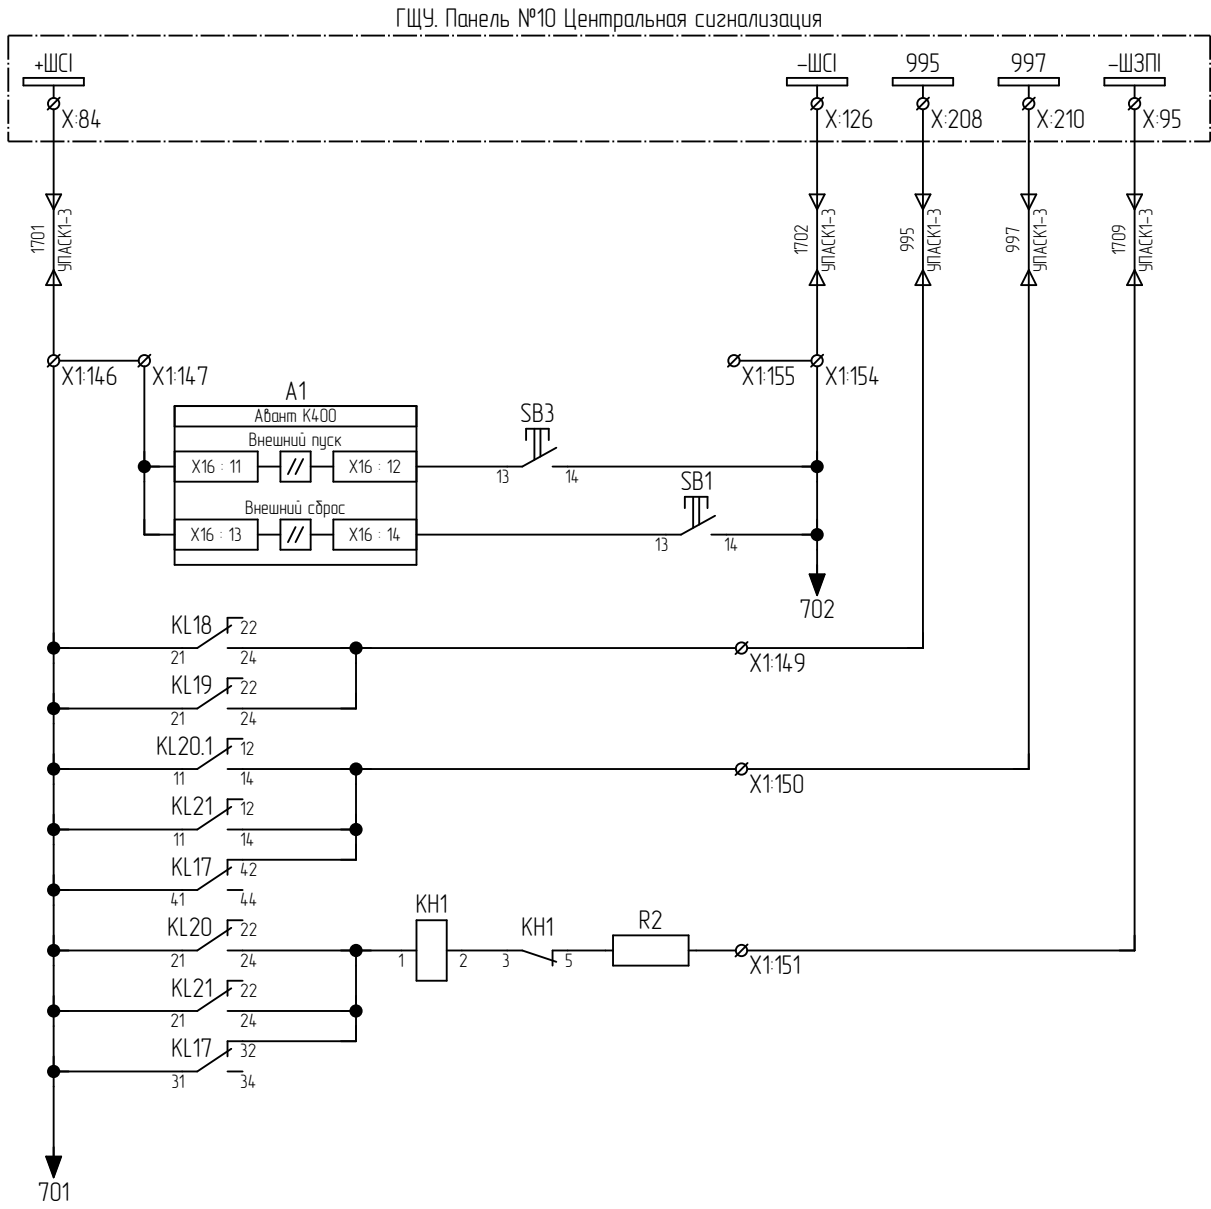 ГЩУ. Панель №10 Центральная сигнализация
+ШСI –ШСI 995 997 –ШЗПI
X:84 X:126 X:208 X:210 X:95
1701 УПАСК1-3 1702 УПАСК1-3 995 УПАСК1-3 997 УПАСК1-3 1709 УПАСК1-3
X1:146 X1:147 X1:155 X1:154
A1
Авант К400
SB3
Внешний пуск
X16 : 11 // X16 : 12
13 14
SB1
Внешний сброс
X16 : 13 // X16 : 14
13 14
702
KL18 22
21 24 X1:149
KL19 22
21 24
KL20.1 12
11 14 X1:150
KL21 12
11 14
KL17 42
41 44
KL20 22 KH1 KH1 R2
21 24 1 2 3 5 X1:151
KL21 22
21 24
KL17 32
31 34
701